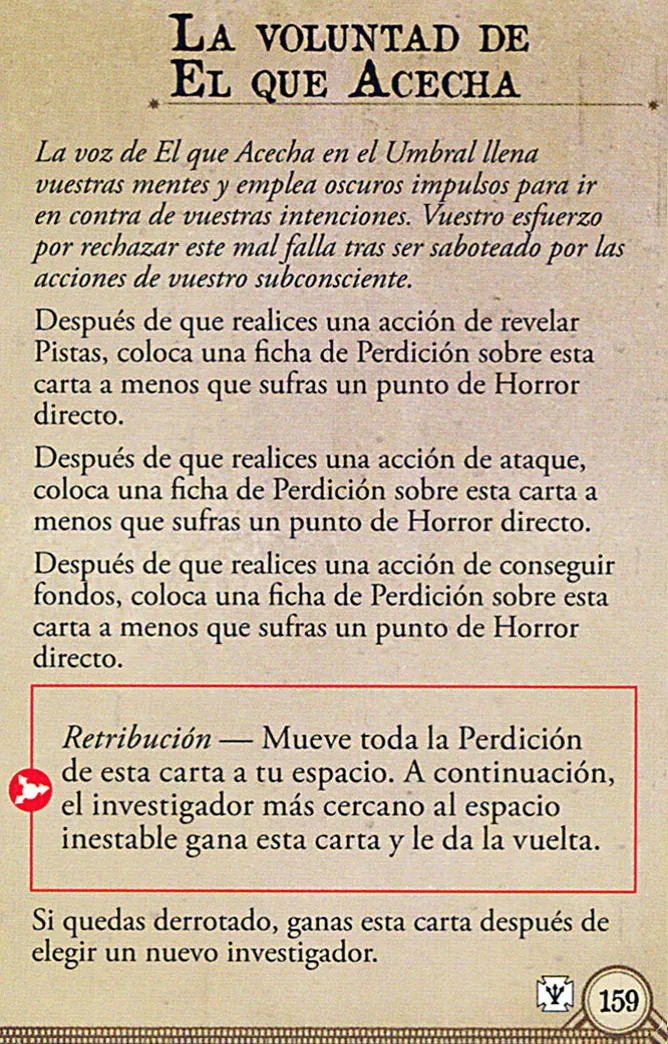 La voluntad de
El que Acecha
La voz de El que Acecha en el Umbral llena
vuestras mentes y emplea oscuros impulsos para ir
en contra de vuestras intenciones. Vuestro esfuerzo
por rechazar este mal falla tras ser saboteado por las
acciones de vuestro subconsciente.
Después de que realices una acción de revelar
Pistas, coloca una ficha de Perdición sobre esta
carta a menos que sufras un punto de Horror
directo.
Después de que realices una acción de ataque,
coloca una ficha de Perdición sobre esta carta a
menos que sufras un punto de Horror directo.
Después de que realices una acción de conseguir
fondos, coloca una ficha de Perdición sobre esta
carta a menos que sufras un punto de Horror
directo.
Retribución — Mueve toda la Perdición
de esta carta a tu espacio. A continuación,
el investigador más cercano al espacio
inestable gana esta carta y le da la vuelta.
Si quedas derrotado, ganas esta carta después de
elegir un nuevo investigador.
159